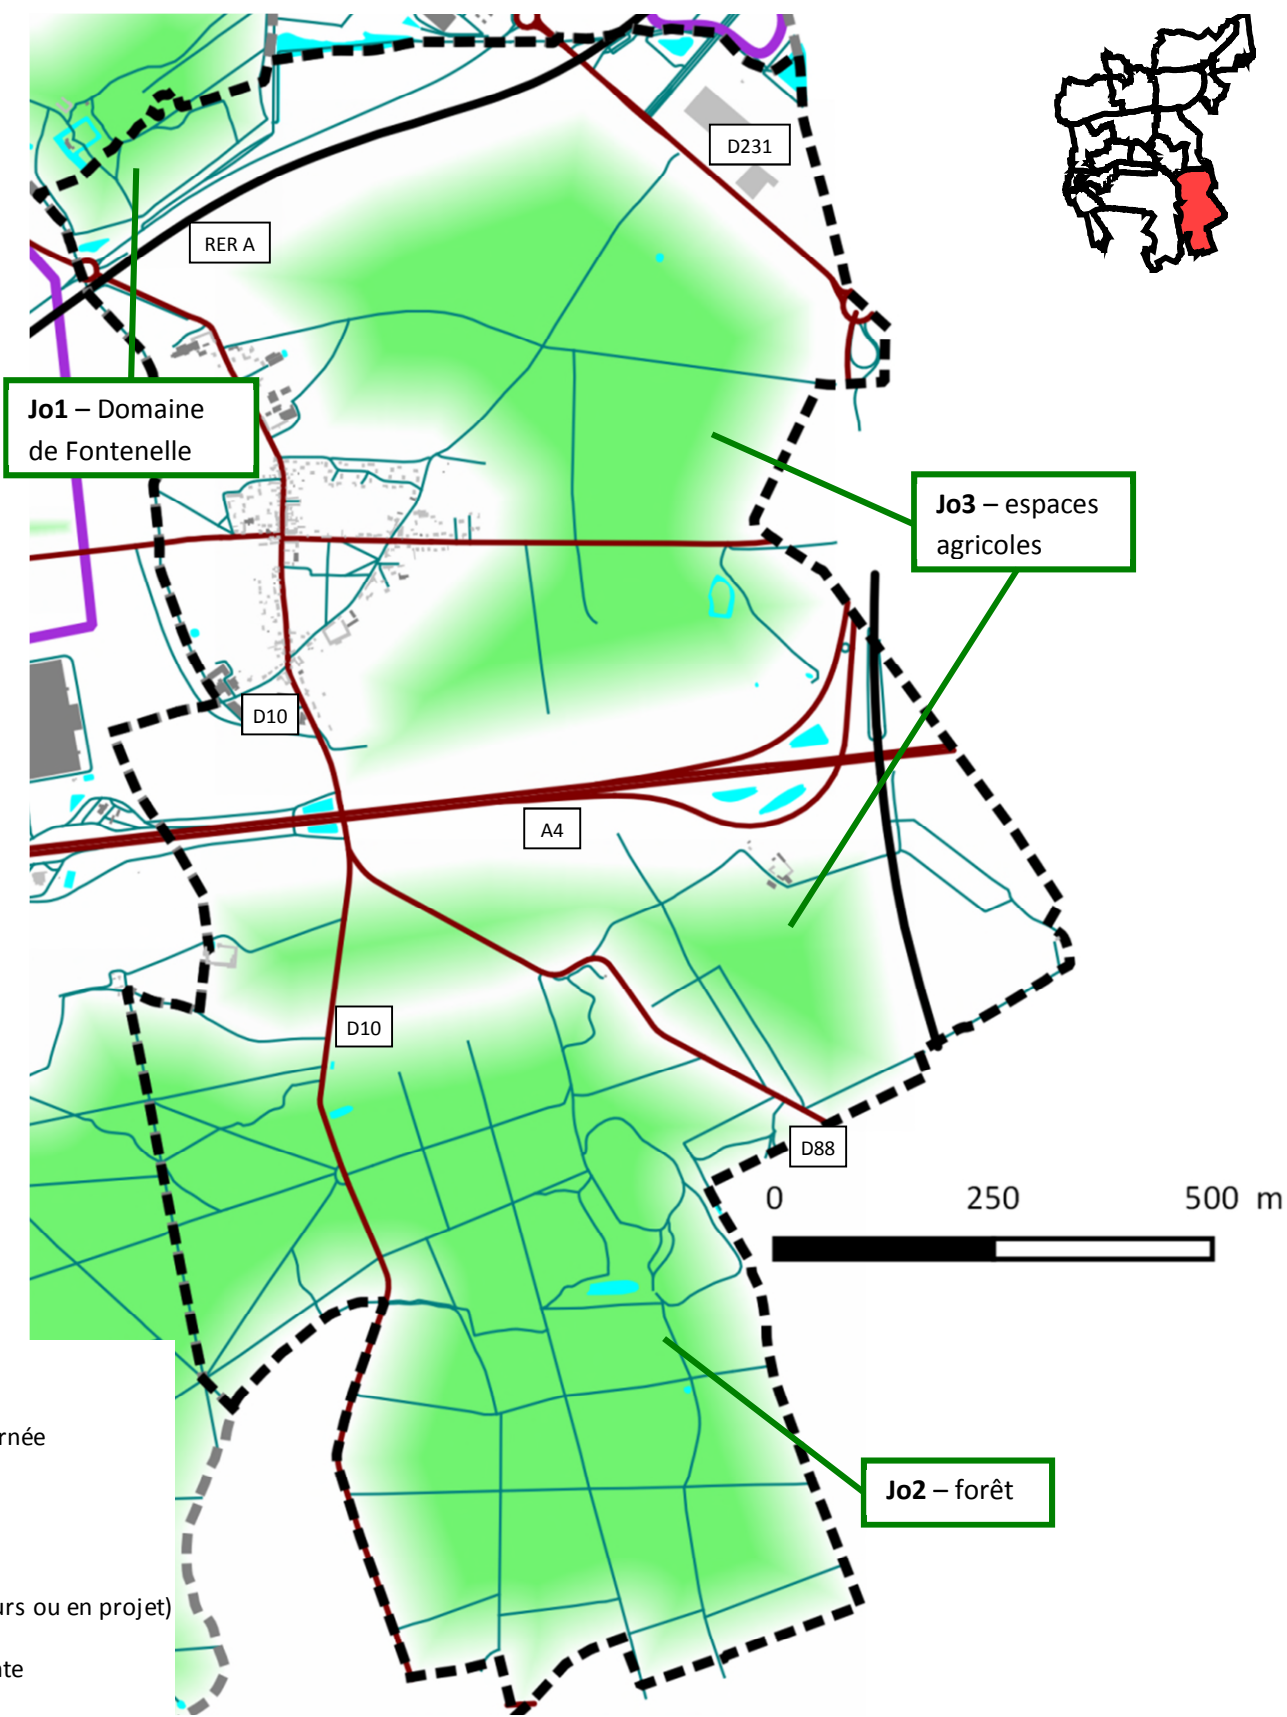 D231
RER A
Jo1 – Domaine
de Fontenelle
Jo3 – espaces
agricoles
D10
A4
D10
D88
0 250 500 m
Jo2 – forêt
rnée
urs ou en projet)
te